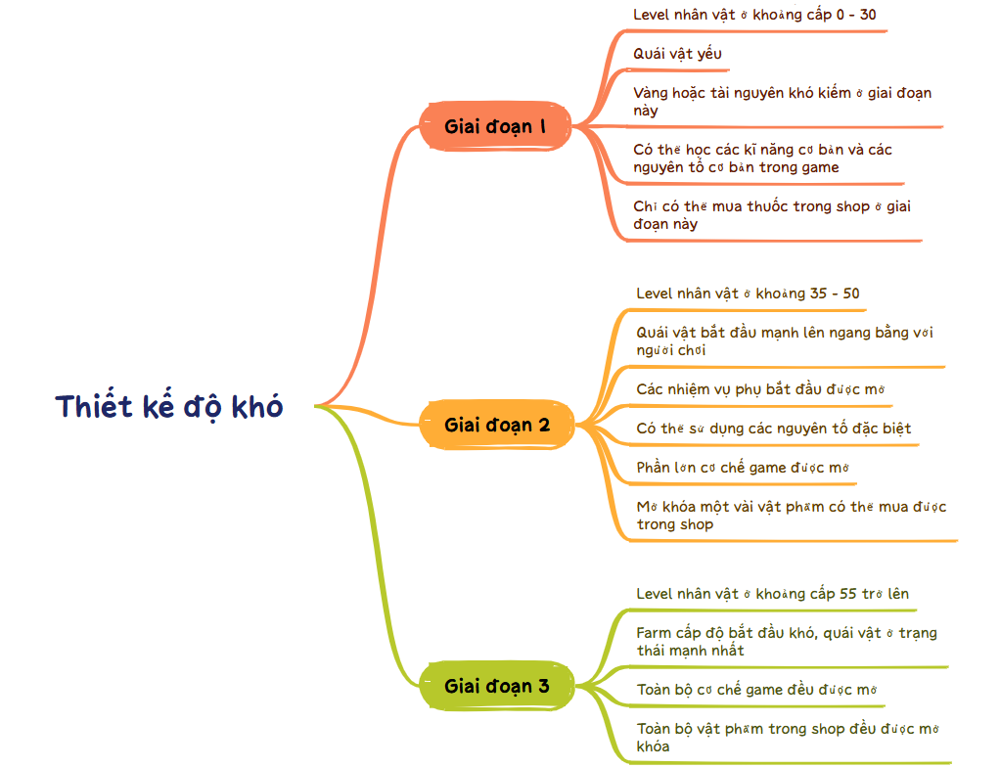 Thiết kế độ khó
Giai đoạn 1
Level nhân vật ở khoảng cấp 0 - 30
Quái vật yếu
Vàng hoặc tài nguyên khó kiếm ở giai đoạn
này
Có thể học các kĩ năng cơ bản và các
nguyên tố cơ bản trong game
Chỉ có thể mua thuốc trong shop ở giai
đoạn này
Giai đoạn 2
Level nhân vật ở khoảng 35 - 50
Quái vật bắt đầu mạnh lên ngang bằng với
người chơi
Các nhiệm vụ phụ bắt đầu được mở
Có thể sử dụng các nguyên tố đặc biệt
Phần lớn cơ chế game được mở
Mở khóa một vài vật phẩm có thể mua được
trong shop
Giai đoạn 3
Level nhân vật ở khoảng cấp 55 trở lên
Farm cấp độ bắt đầu khó, quái vật ở trạng
thái mạnh nhất
Toàn bộ cơ chế game đều được mở
Toàn bộ vật phẩm trong shop đều được mở
khóa